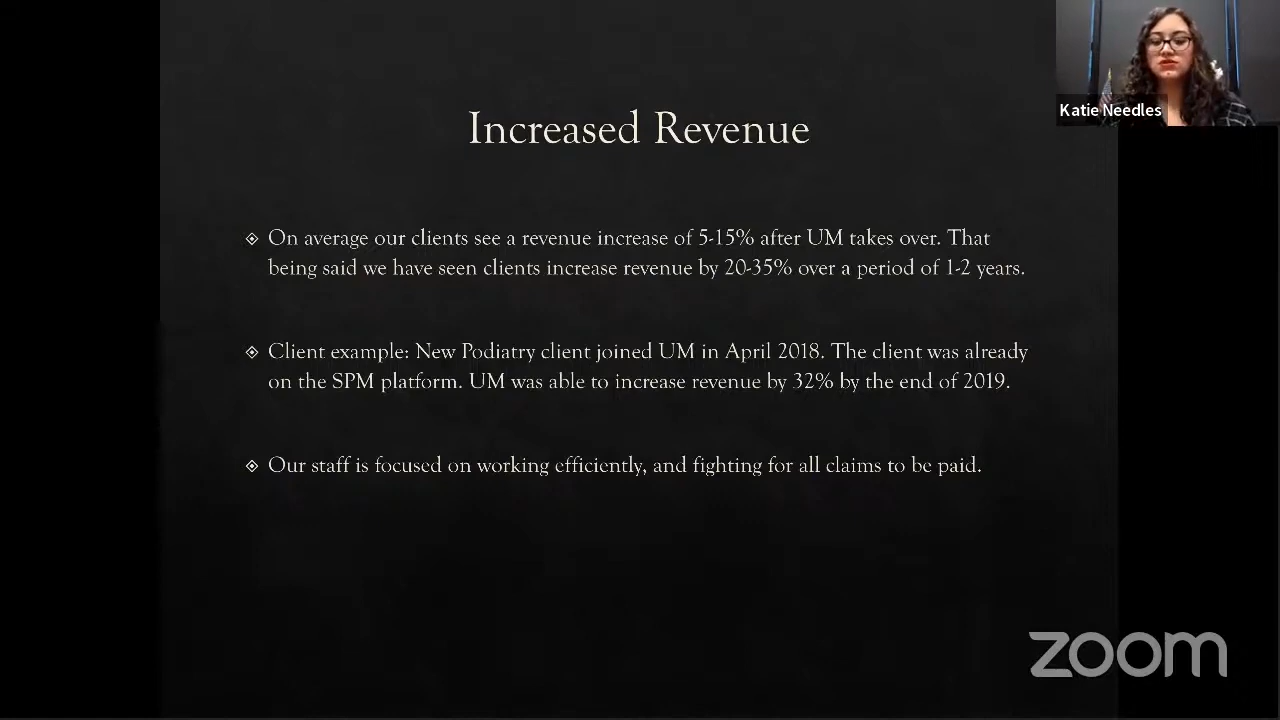 Increased Revenue
Katie Needles
On average our clients see a revenue increase of 5-15% after UM takes over. That
being said we have seen clients increase revenue by 20-35% over a period of 1-2 years.
Client example: New Podiatry client joined UM in April 2018. The client was already
on the SPM platform. UM was able to increase revenue by 32% by the end of 2019.
Our staff is focused on working efficiently, and fighting for all claims to be paid.
zoom